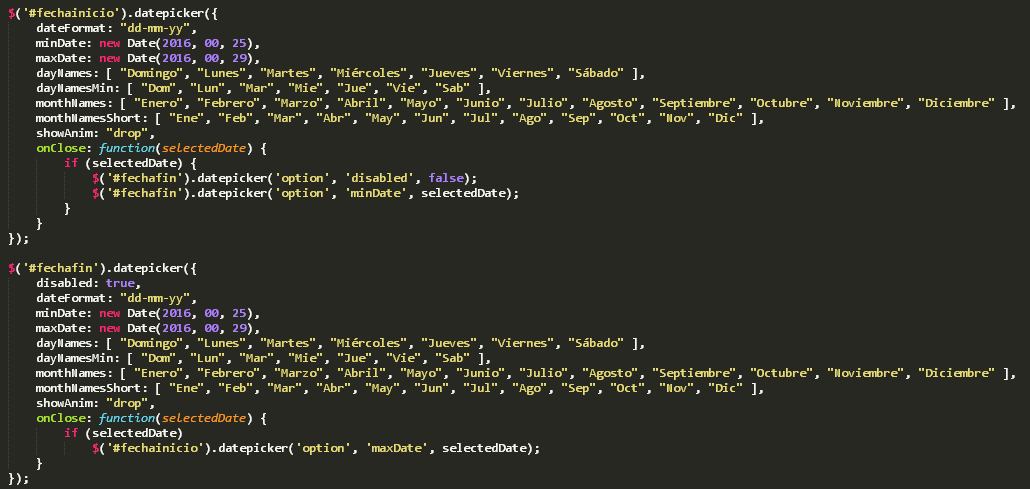 $('#fechainicio').datepicker({
    dateFormat: "dd-mm-yy",
    minDate: new Date(2016, 00, 25),
    maxDate: new Date(2016, 00, 29),
    dayNames: [ "Domingo", "Lunes", "Martes", "Miércoles", "Jueves", "Viernes", "Sábado" ],
    dayNamesMin: [ "Dom", "Lun", "Mar", "Mie", "Jue", "Vie", "Sab" ],
    monthNames: [ "Enero", "Febrero", "Marzo", "Abril", "Mayo", "Junio", "Julio", "Agosto", "Septiembre", "Octubre", "Noviembre", "Diciembre" ],
    monthNamesShort: [ "Ene", "Feb", "Mar", "Abr", "May", "Jun", "Jul", "Ago", "Sep", "Oct", "Nov", "Dic" ],
    showAnim: "drop",
    onClose: function(selectedDate) {
        if (selectedDate) {
            $('#fechafin').datepicker('option', 'disabled', false);
            $('#fechafin').datepicker('option', 'minDate', selectedDate);
        }
    }
});

$('#fechafin').datepicker({
    disabled: true,
    dateFormat: "dd-mm-yy",
    minDate: new Date(2016, 00, 25),
    maxDate: new Date(2016, 00, 29),
    dayNames: [ "Domingo", "Lunes", "Martes", "Miércoles", "Jueves", "Viernes", "Sábado" ],
    dayNamesMin: [ "Dom", "Lun", "Mar", "Mie", "Jue", "Vie", "Sab" ],
    monthNames: [ "Enero", "Febrero", "Marzo", "Abril", "Mayo", "Junio", "Julio", "Agosto", "Septiembre", "Octubre", "Noviembre", "Diciembre" ],
    monthNamesShort: [ "Ene", "Feb", "Mar", "Abr", "May", "Jun", "Jul", "Ago", "Sep", "Oct", "Nov", "Dic" ],
    showAnim: "drop",
    onClose: function(selectedDate) {
        if (selectedDate)
            $('#fechainicio').datepicker('option', 'maxDate', selectedDate);
    }
});